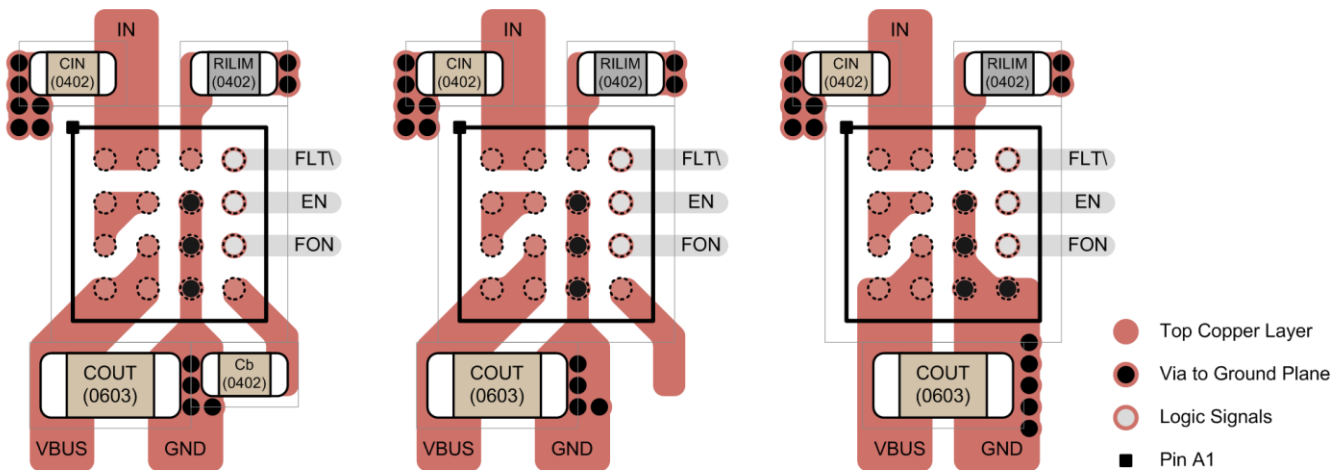 IN
CIN
(0402)
RILIM
(0402)
FLT\
EN
FON
COUT
(0603)
Cb
(0402)
VBUS
GND
IN
CIN
(0402)
RILIM
(0402)
FLT\
EN
FON
COUT
(0603)
VBUS
GND
IN
CIN
(0402)
RILIM
(0402)
FLT\
EN
FON
COUT
(0603)
VBUS
GND
Top Copper Layer
Via to Ground Plane
Logic Signals
Pin A1